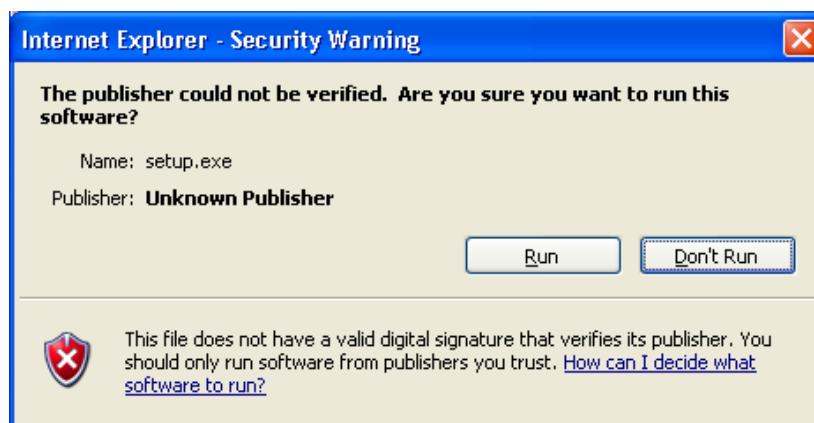 Internet Explorer - Security Warning
The publisher could not be verified.  Are you sure you want to run this
software?
Name: setup.exe
Publisher: Unknown Publisher
Run
Don't Run
This file does not have a valid digital signature that verifies its publisher. You
should only run software from publishers you trust. How can I decide what
software to run?